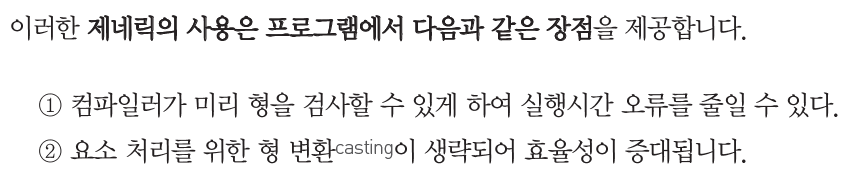 이러한 제네릭의 사용은 프로그램에서 다음과 같은 장점을 제공합니다.
① 컴파일러가 미리 형을 검사할 수 있게 하여 실행시간 오류를 줄일 수 있다.
② 요소 처리를 위한 형 변환casting이 생략되어 효율성이 증대됩니다.